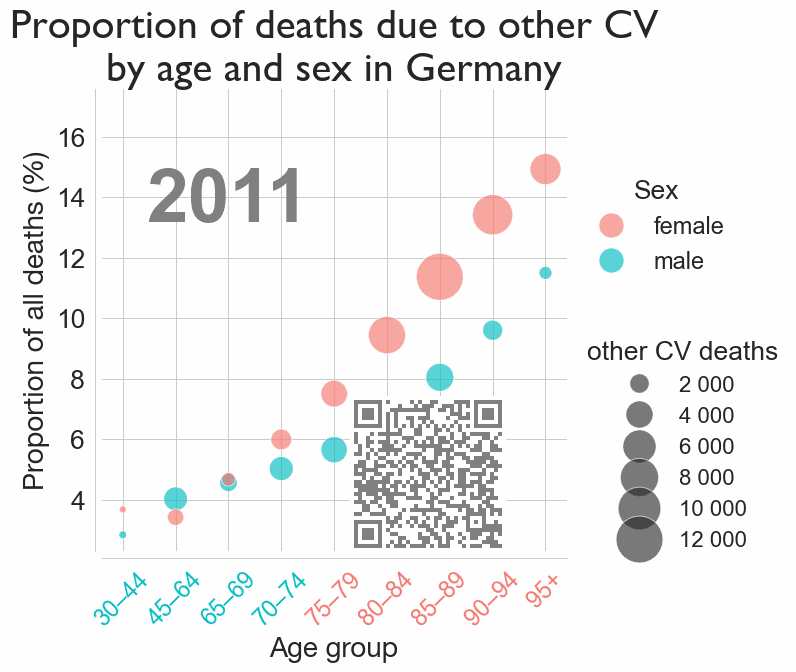 Proportion of deaths due to other CV
by age and sex in Germany
2011
Proportion of all deaths (%)
16
14
12
10
8
6
4
30–44
45–64
65–69
70–74
75–79
80–84
85–89
90–94
95+
Age group
Sex
female
male
other CV deaths
2 000
4 000
6 000
8 000
10 000
12 000